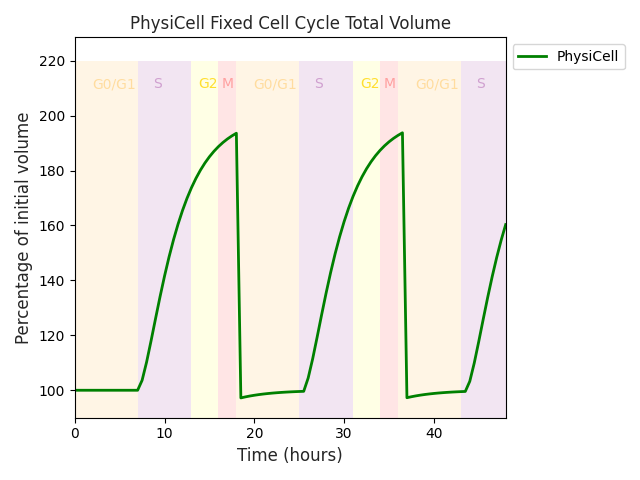 PhysiCell Fixed Cell Cycle Total Volume
PhysiCell
220
G0/G1 S G2 M G0/G1 S G2 M G0/G1 S
200
180
160
140
120
100
Percentage of initial volume
0 10 20 30 40
Time (hours)